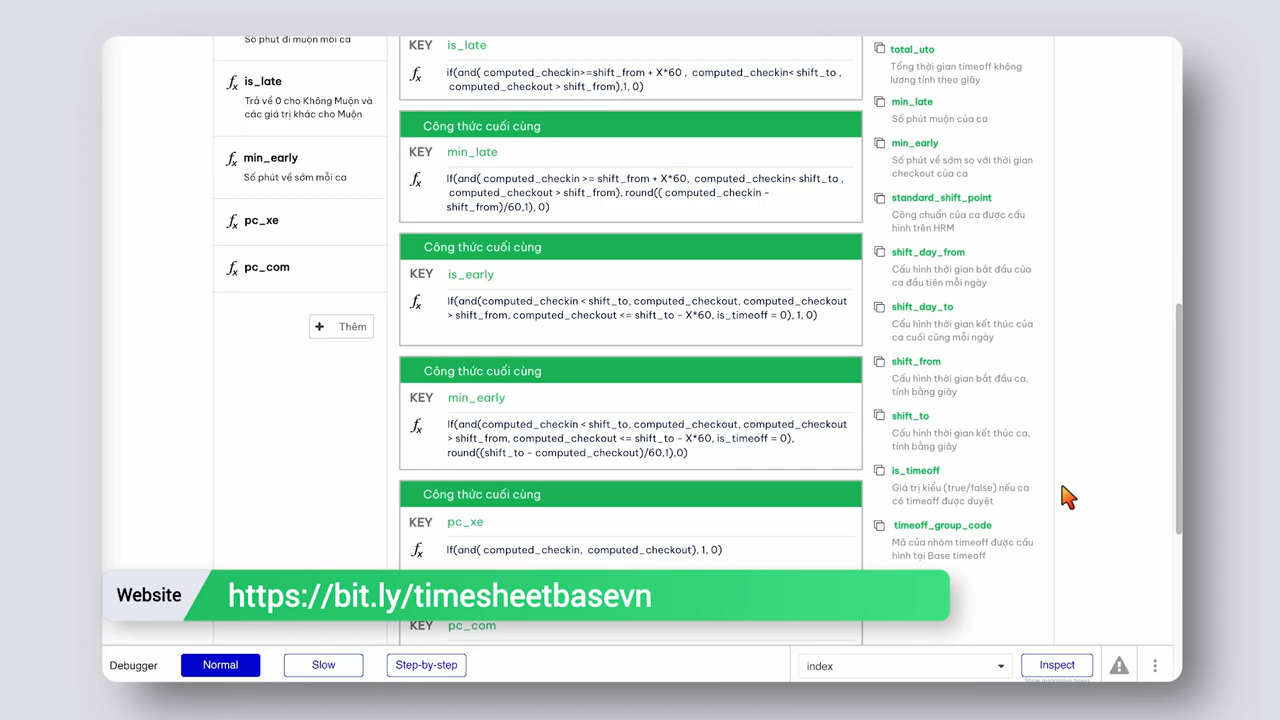 Số phút đi muộn mỗi ca
fx is_late
Trả về 0 cho Không Muộn và
các giá trị khác cho Muộn
fx min_early
Số phút về sớm mỗi ca
fx pc_xe
fx pc_com
+ Thêm
KEY is_late
fx if(and( computed_checkin>=shift_from + X*60 , computed_checkin< shift_to ,
computed_checkout > shift_from),1, 0)
Công thức cuối cùng
KEY min_late
fx If(and( computed_checkin >= shift_from + X*60, computed_checkin< shift_to ,
computed_checkout > shift_from), round(( computed_checkin -
shift_from)/60,1), 0)
Công thức cuối cùng
KEY is_early
fx If(and(computed_checkin < shift_to, computed_checkout, computed_checkout
> shift_from, computed_checkout <= shift_to - X*60, is_timeoff = 0), 1, 0)
Công thức cuối cùng
KEY min_early
fx If(and(computed_checkin < shift_to, computed_checkout, computed_checkout
> shift_from, computed_checkout <= shift_to - X*60, is_timeoff = 0),
round((shift_to - computed_checkout)/60,1),0)
Công thức cuối cùng
KEY pc_xe
fx If(and( computed_checkin, computed_checkout), 1, 0)
KEY pc_com
total_uto
Tổng thời gian timeoff không
lương tính theo giây
min_late
Số phút muộn của ca
min_early
Số phút về sớm so với thời gian
checkout của ca
standard_shift_point
Công chuẩn của ca được cấu
hình trên HRM
shift_day_from
Cấu hình thời gian bắt đầu của
ca đầu tiên mỗi ngày
shift_day_to
Cấu hình thời gian kết thúc của
ca cuối cùng mỗi ngày
shift_from
Cấu hình thời gian bắt đầu ca,
tính bằng giây
shift_to
Cấu hình thời gian kết thúc ca,
tính bằng giây
is_timeoff
Giá trị kiểu (true/false) nếu ca
có timeoff được duyệt
timeoff_group_code
Mã của nhóm timeoff được cấu
hình tại Base timeoff
Website https://bit.ly/timesheetbasevn
Debugger Normal Slow Step-by-step index Inspect